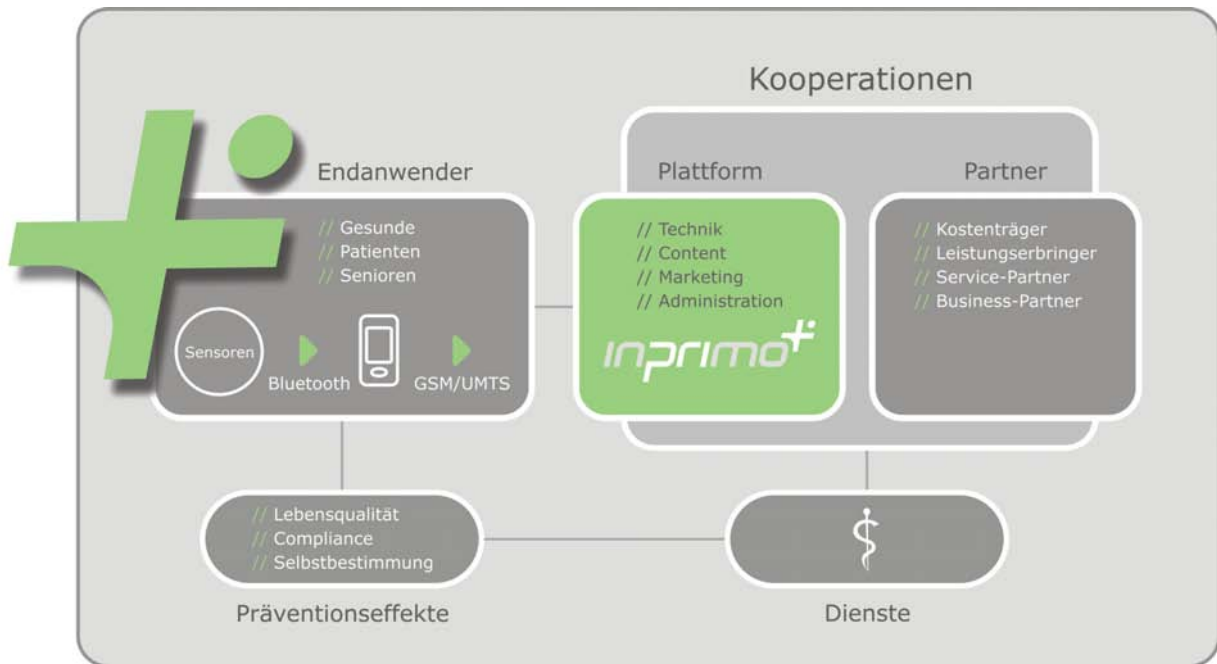 Kooperationen
Endanwender
// Gesunde
// Patienten
// Senioren
Sensoren
Bluetooth
GSM/UMTS
Plattform
// Technik
// Content
// Marketing
// Administration
inprimo
Partner
// Kostenträger
// Leistungserbringer
// Service-Partner
// Business-Partner
// Lebensqualität
// Compliance
// Selbstbestimmung
Präventionseffekte
Dienste